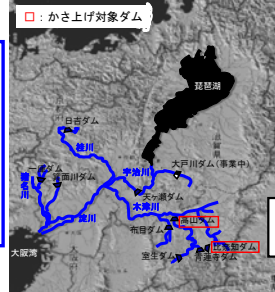 □：かさ上げ対象ダム
琵琶湖
日吉ダム
桂川
大戸川ダム(事業中)
宇治川
一庫ダム
箕面川ダム
猪名川
天ヶ瀬ダム
木津川
淀川
高山ダム
布目ダム
大阪湾
比奈知ダム
室生ダム
青蓮寺ダム